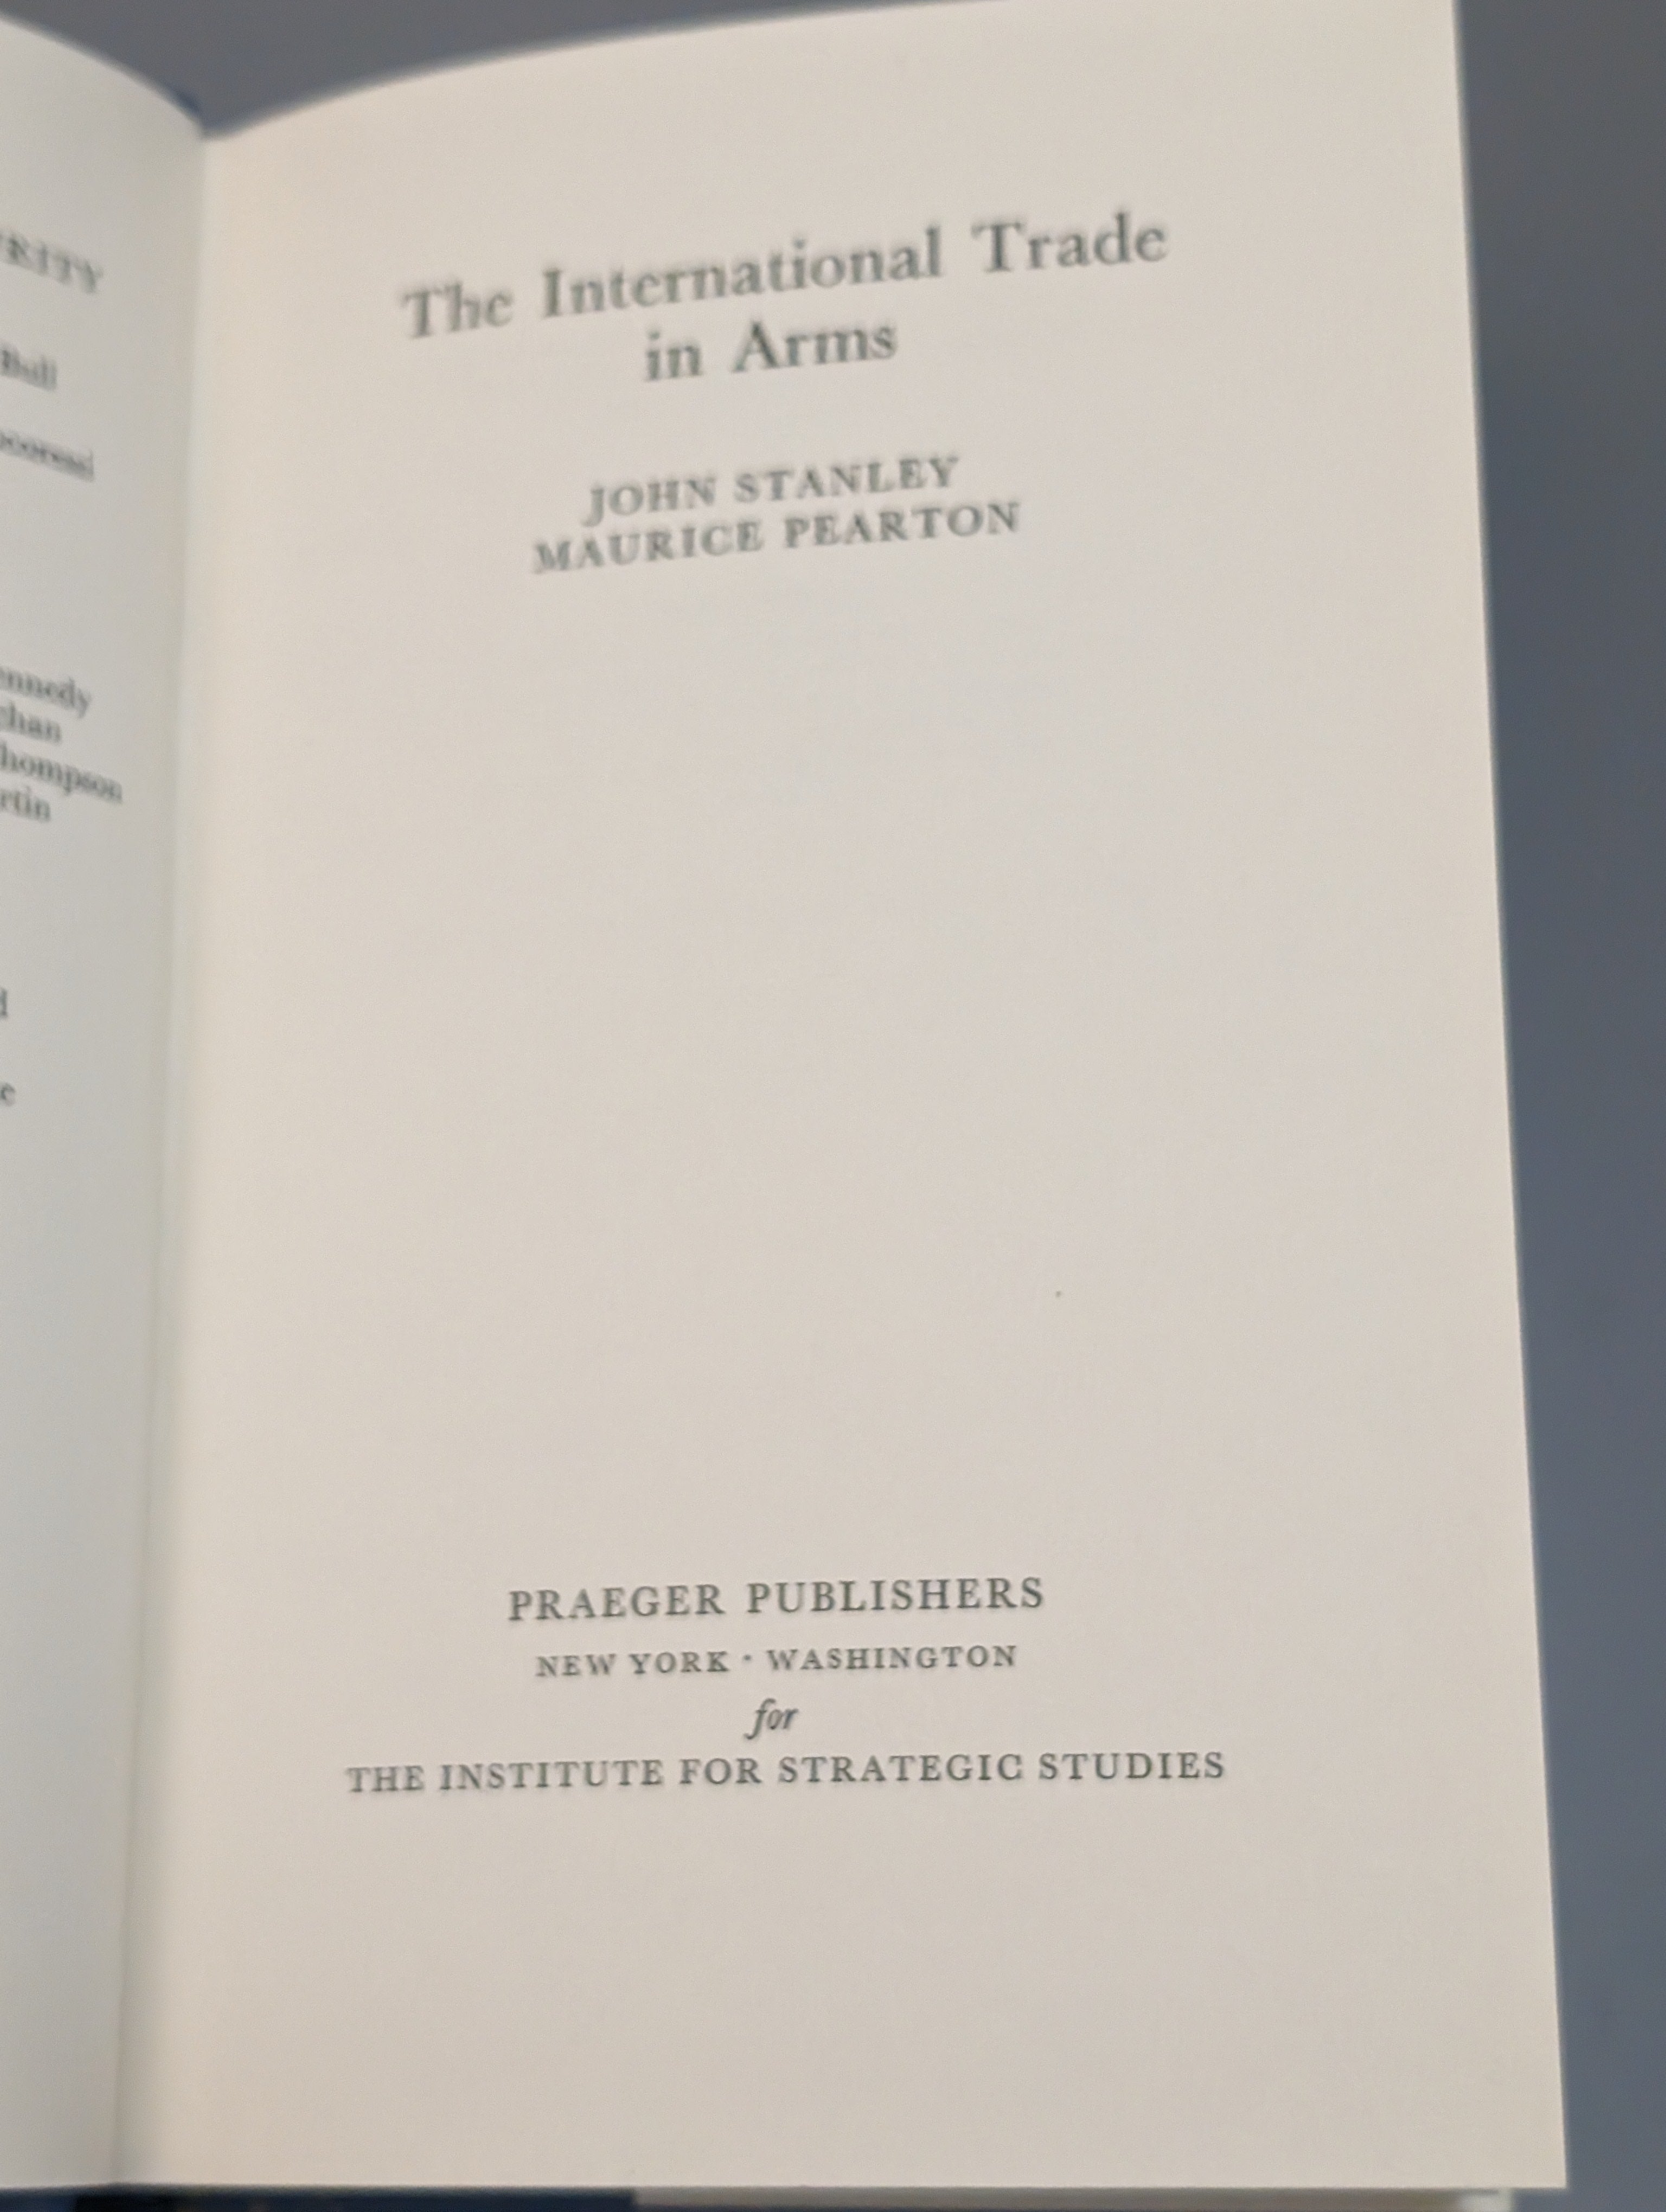 The International Trade
in Arms
JOHN STANLEY
MAURICE PEARTON
PRAEGER PUBLISHERS
NEW YORK · WASHINGTON
for
THE INSTITUTE FOR STRATEGIC STUDIES